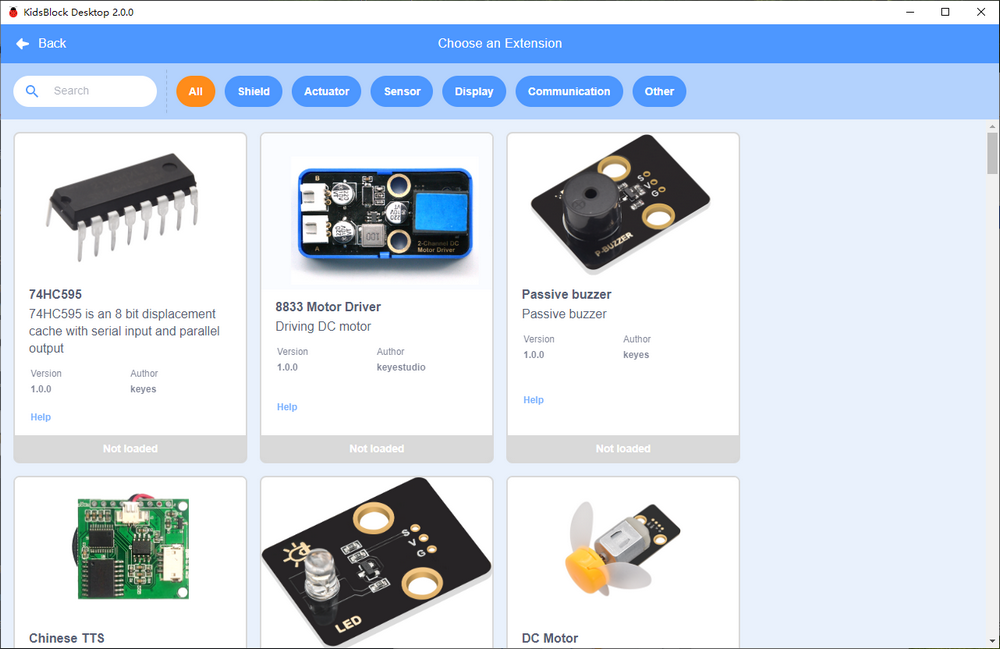 KidsBlock Desktop 2.0.0
Back
Choose an Extension
Search
All
Shield
Actuator
Sensor
Display
Communication
Other
B
A
2-Channel DC
Motor Driver
S
V
G
P-BUZZER
74HC595
74HC595 is an 8 bit displacement
cache with serial input and parallel
output
Version
Author
1.0.0
keyes
Help
Not loaded
8833 Motor Driver
Driving DC motor
Version
Author
1.0.0
keyestudio
Help
Not loaded
Passive buzzer
Passive buzzer
Version
Author
1.0.0
keyes
Help
Not loaded
S
V
G
LED
Chinese TTS
DC Motor